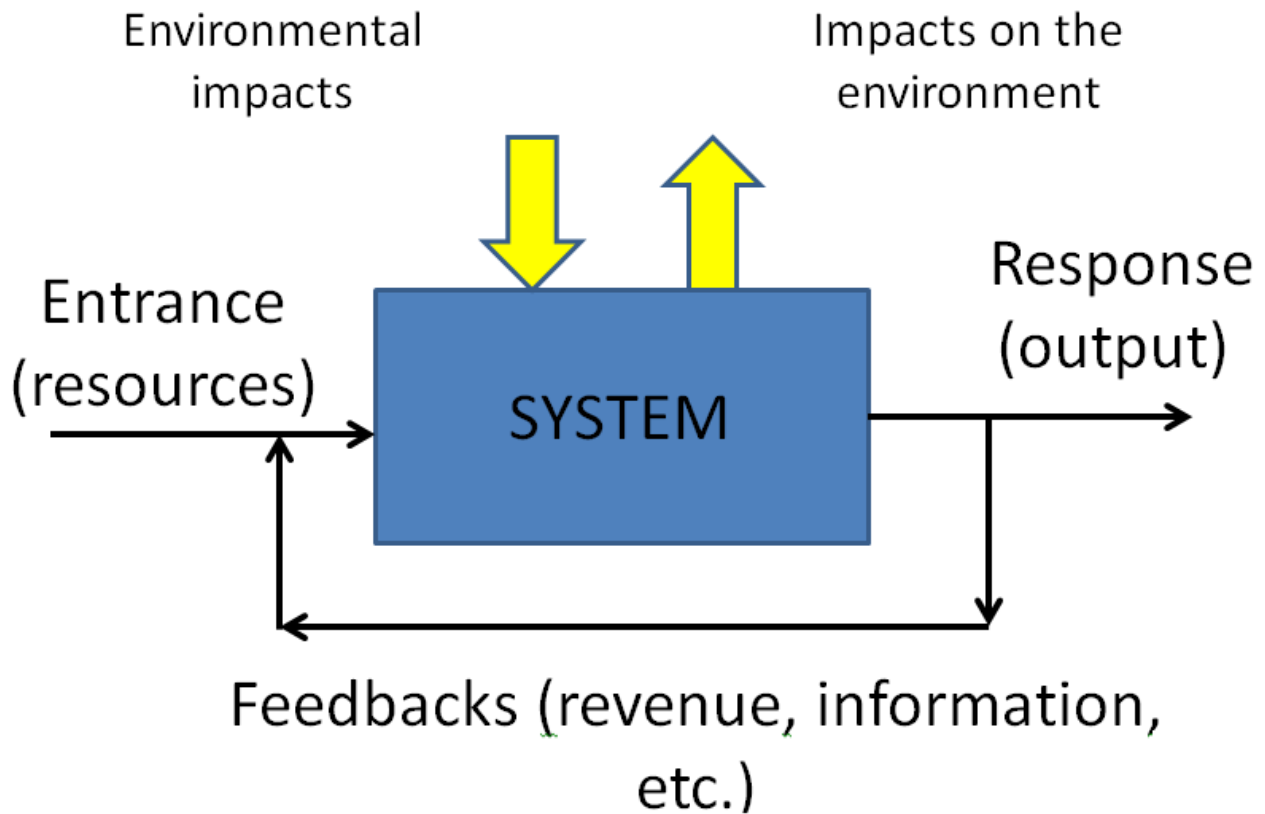 Environmental
impacts
Impacts on the
environment
Entrance
(resources)
SYSTEM
Response
(output)
Feedbacks (revenue, information,
etc.)